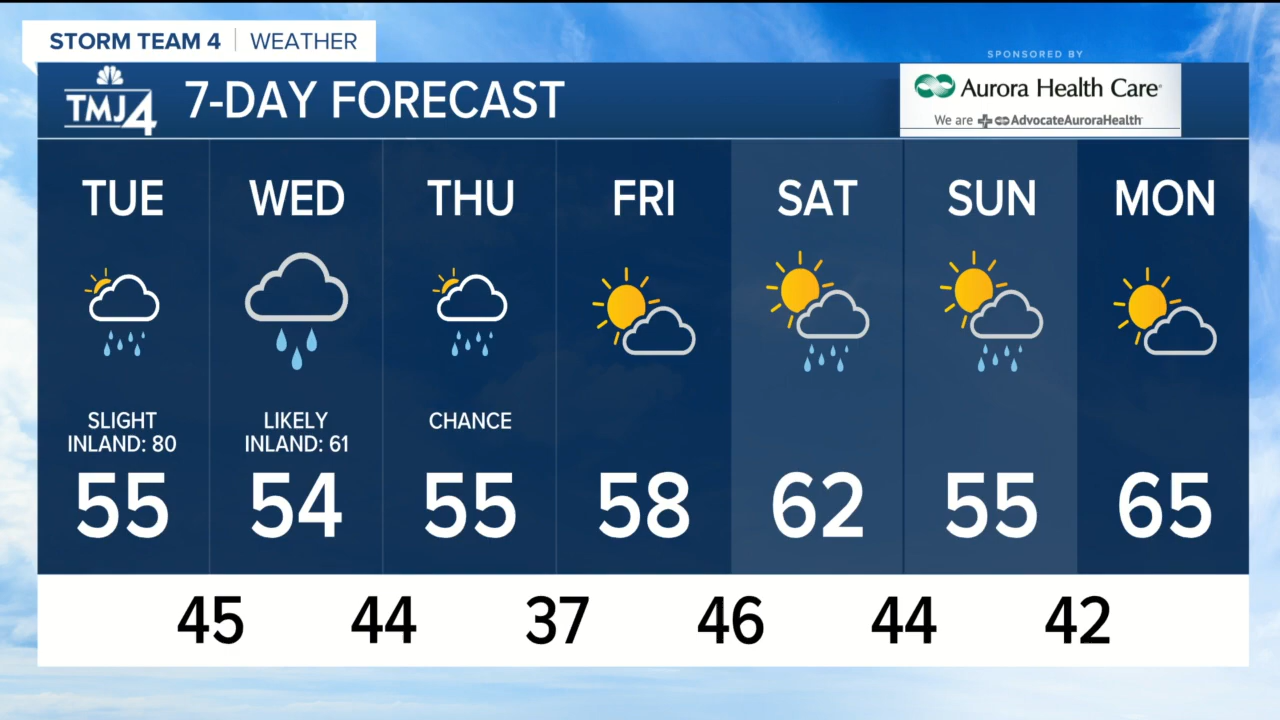 STORM TEAM 4 | WEATHER
SPONSORED BY
TMJ4
7-DAY FORECAST
Aurora Health Care®
We are AdvocateAuroraHealth™
TUE WED THU FRI SAT SUN MON
SLIGHT LIKELY CHANCE
INLAND: 80 INLAND: 61
55 54 55 58 62 55 65
45 44 37 46 44 42